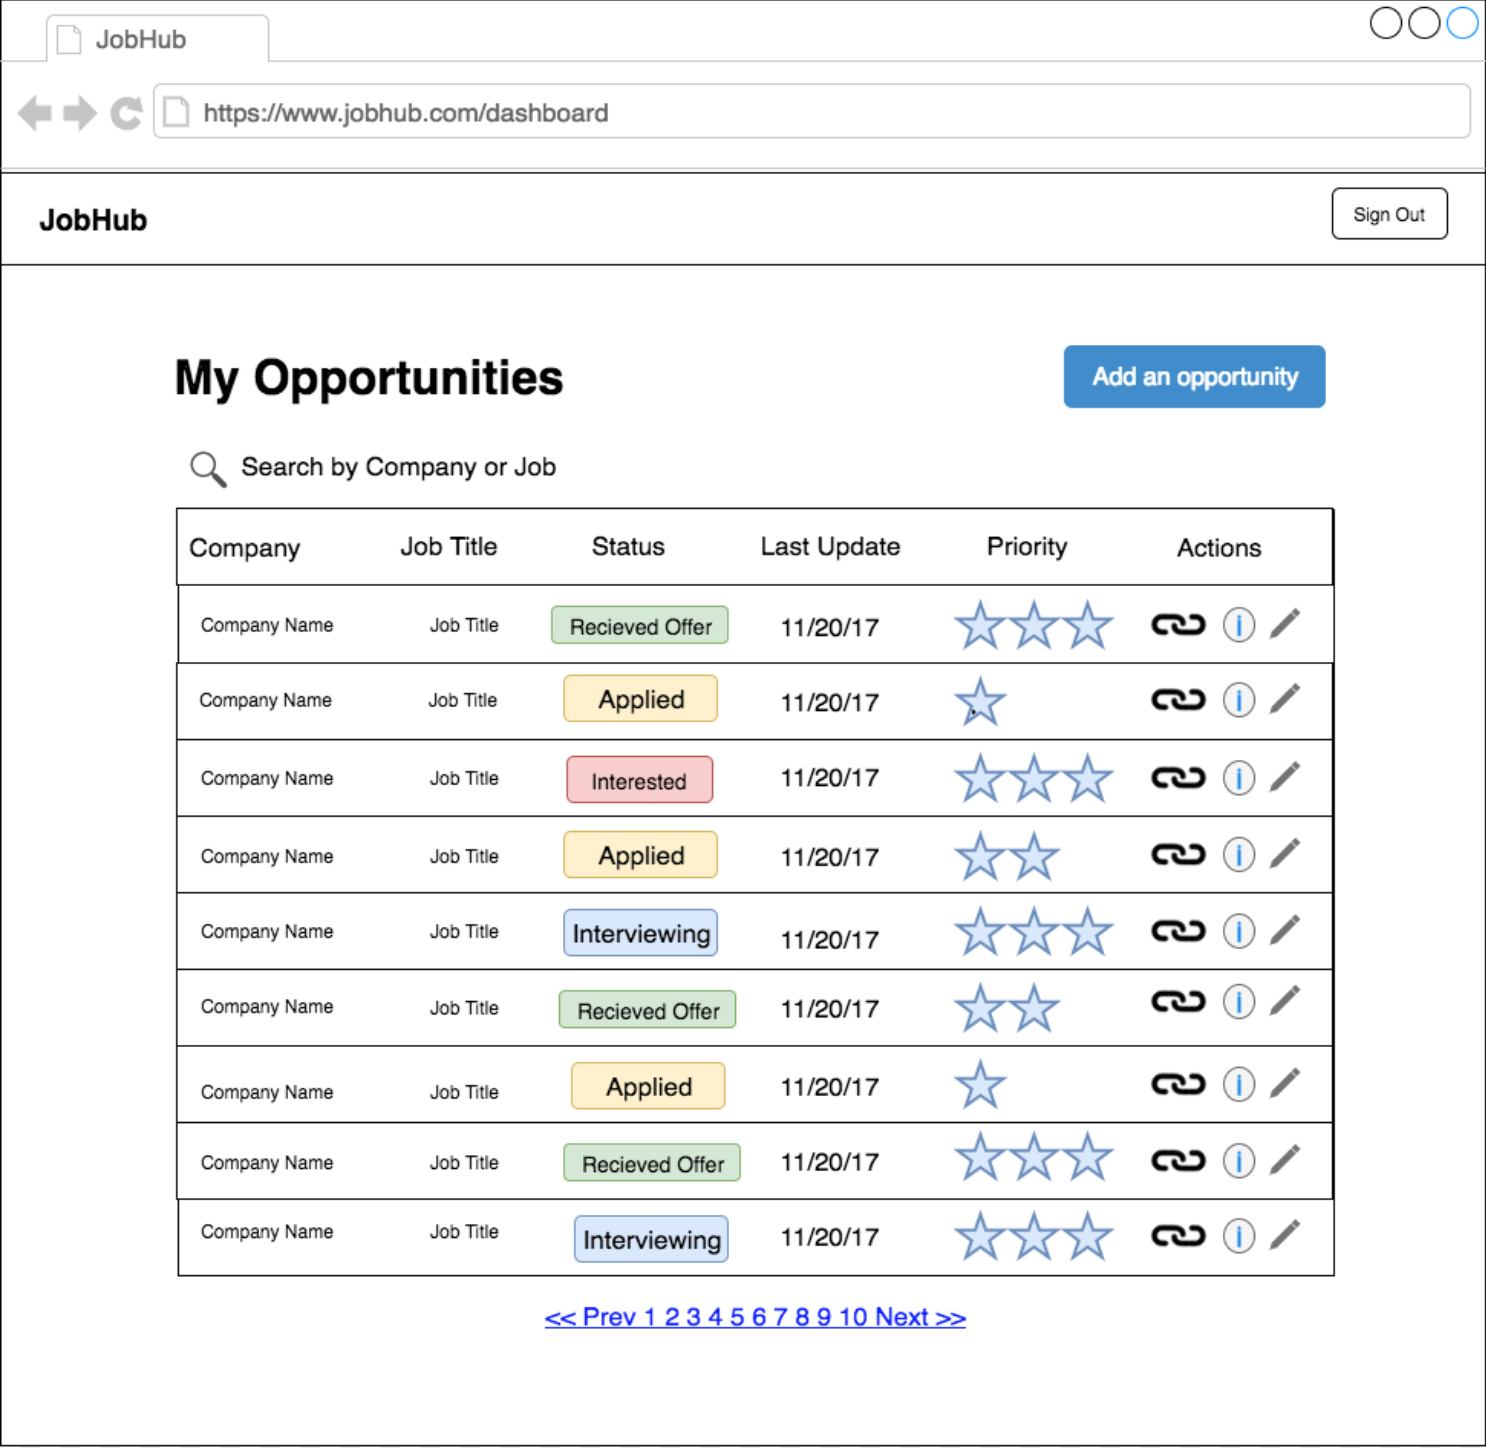 JobHub
https://www.jobhub.com/dashboard
JobHub
Sign Out
My Opportunities
Add an opportunity
Search by Company or Job
Company Job Title Status Last Update Priority Actions
Company Name Job Title Recieved Offer 11/20/17 i
Company Name Job Title Applied 11/20/17 i
Company Name Job Title Interested 11/20/17 i
Company Name Job Title Applied 11/20/17 i
Company Name Job Title Interviewing 11/20/17 i
Company Name Job Title Recieved Offer 11/20/17 i
Company Name Job Title Applied 11/20/17 i
Company Name Job Title Recieved Offer 11/20/17 i
Company Name Job Title Interviewing 11/20/17 i
<< Prev 1 2 3 4 5 6 7 8 9 10 Next >>